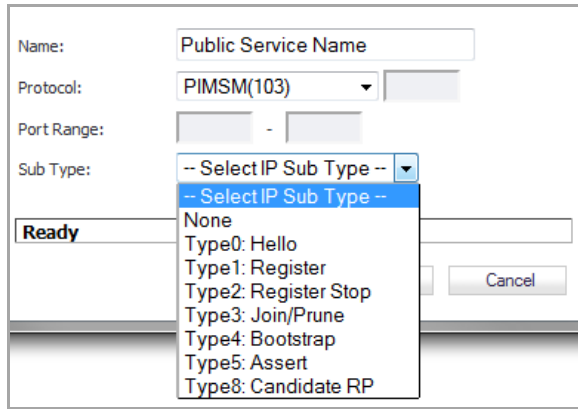 Name: Public Service Name
Protocol: PIMSM(103)
Port Range: -
Sub Type: -- Select IP Sub Type --
-- Select IP Sub Type --
None
Ready
Type0: Hello
Type1: Register
Cancel
Type2: Register Stop
Type3: Join/Prune
Type4: Bootstrap
Type5: Assert
Type8: Candidate RP